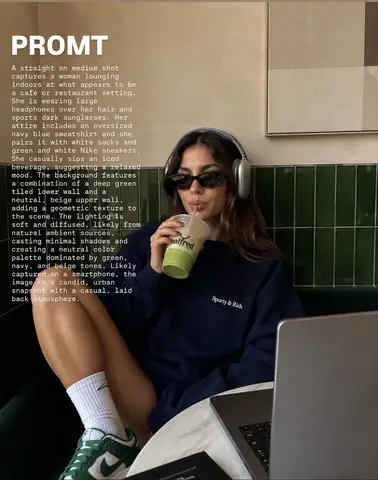 PROMT
A straight on medium shot
captures a woman lounging
indoors at what appears to be
a café or restaurant setting.
She is wearing large
headphones over her hair and
sports dark sunglasses. Her
attire includes an oversized
navy blue sweatshirt and she
pairs it with white socks and
green and white Nike sneakers.
She casually sips an iced
beverage, suggesting a relaxed
mood. The background features
a combination of a deep green
tiled lower wall and a
neutral, beige upper wall,
adding a geometric texture to
the scene. The lighting is
soft and diffused, likely from
natural ambient sources,
casting minimal shadows and
creating a neutral color
palette dominated by green,
navy, and beige tones. Likely
captured on a smartphone, the
image is a candid, urban
snapshot with a casual, laid
back atmosphere.
alfred
Sporty & Rich